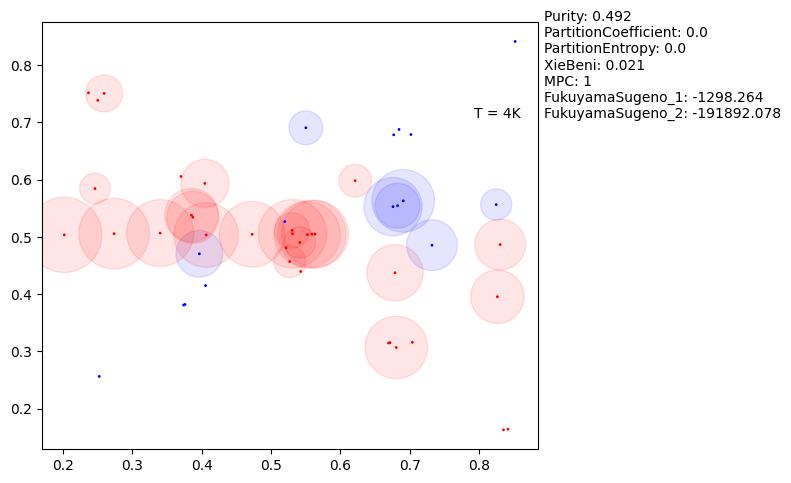 Purity: 0.492
PartitionCoefficient: 0.0
PartitionEntropy: 0.0
XieBeni: 0.021
MPC: 1
FukuyamaSugeno_1: -1298.264
FukuyamaSugeno_2: -191892.078
T = 4K
0.8
0.7
0.6
0.5
0.4
0.3
0.2
0.2 0.3 0.4 0.5 0.6 0.7 0.8